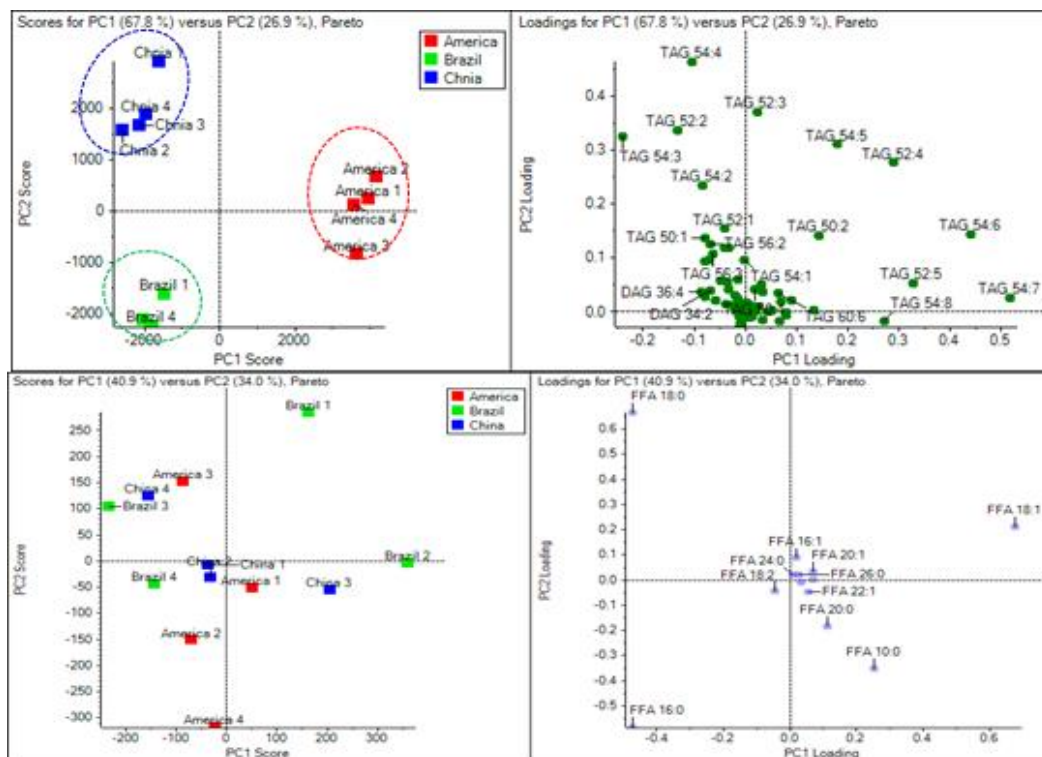 Scores for PC1 (67.8 %) versus PC2 (26.9 %), Pareto
America
Brazil
Chnia
Chnia 1
Chnia 4
Chnia 3
Chnia 2
America 2
America 1
America 4
America 3
Brazil 1
Brazil 4
2000
1000
0
-1000
-2000
-2000
0
2000
PC2 Score
PC1 Score
Loadings for PC1 (67.8 %) versus PC2 (26.9 %), Pareto
TAG 54:4
TAG 52:3
TAG 52:2
TAG 54:5
TAG 52:4
TAG 54:3
TAG 54:2
TAG 52:1
TAG 50:2
TAG 54:6
TAG 50:1
TAG 56:2
TAG 56:3
TAG 54:1
TAG 52:5
TAG 54:7
DAG 36:4
TAG 54:8
DAG 34:2
TAG 60:6
0.4
0.3
0.2
0.1
0.0
-0.2
-0.1
0.0
0.1
0.2
0.3
0.4
0.5
PC2 Loading
PC1 Loading
Scores for PC1 (40.9 %) versus PC2 (34.0 %), Pareto
America
Brazil
China
Brazil 1
America 3
China 4
Brazil 3
China 2
China 1
Brazil 2
Brazil 4
America 1
China 3
America 2
America 4
250
200
150
100
50
0
-50
-100
-150
-200
-250
-300
-200
-100
0
100
200
300
PC2 Score
PC1 Score
Loadings for PC1 (40.9 %) versus PC2 (34.0 %), Pareto
FFA 18:0
FFA 18:1
FFA 16:1
FFA 24:0
FFA 20:1
FFA 18:2
FFA 26:0
FFA 22:1
FFA 20:0
FFA 10:0
FFA 16:0
0.6
0.5
0.4
0.3
0.2
0.1
0.0
-0.1
-0.2
-0.3
-0.4
-0.5
-0.4
-0.2
0.0
0.2
0.4
0.6
PC2 Loading
PC1 Loading